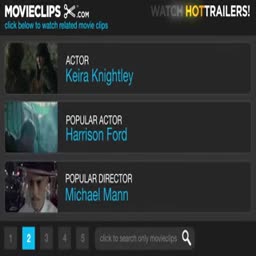 MOVIECLIPS .COM
WATCH HOTTRAILERS!
click below to watch related movie clips
ACTOR
Keira Knightley
POPULAR ACTOR
Harrison Ford
POPULAR DIRECTOR
Michael Mann
1 2 3 4 5 click to search only movieclips